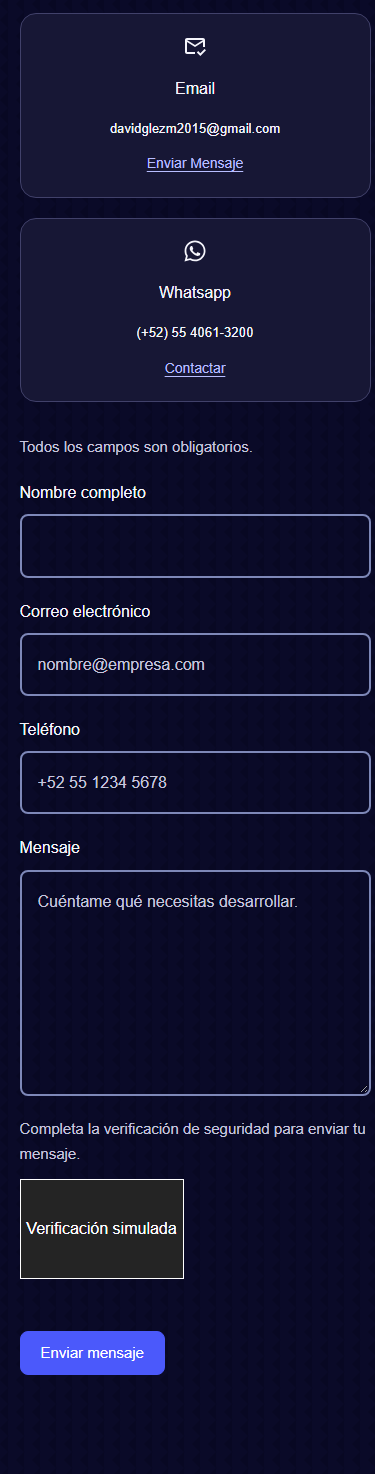 Email
davidglezm2015@gmail.com
Enviar Mensaje
Whatsapp
(+52) 55 4061-3200
Contactar
Todos los campos son obligatorios.
Nombre completo
Correo electrónico
nombre@empresa.com
Teléfono
+52 55 1234 5678
Mensaje
Cuéntame qué necesitas desarrollar.
Completa la verificación de seguridad para enviar tu
mensaje.
Verificación simulada
Enviar mensaje